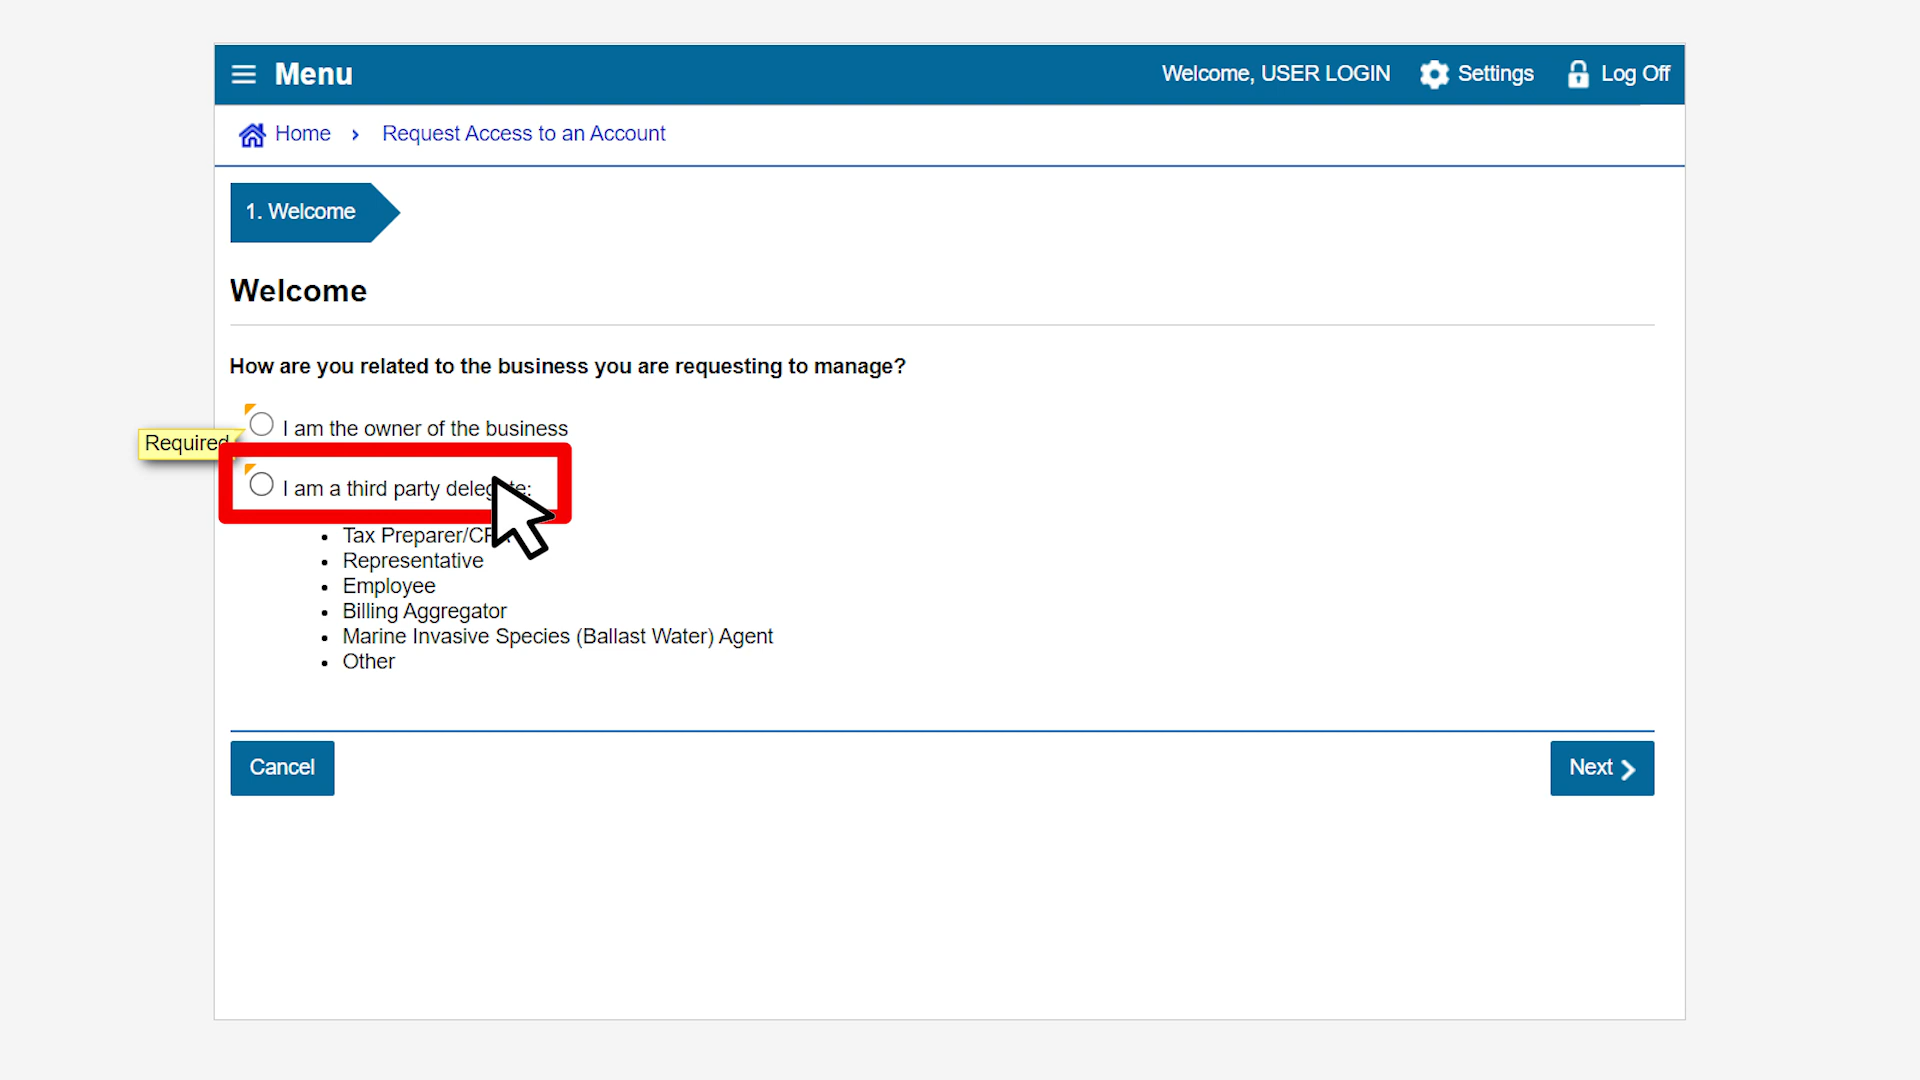 Menu
Welcome, USER LOGIN
Settings
Log Off
Home › Request Access to an Account
1. Welcome
Welcome
How are you related to the business you are requesting to manage?
I am the owner of the business
Required
I am a third party delegate:
• Tax Preparer/CPA
• Representative
• Employee
• Billing Aggregator
• Marine Invasive Species (Ballast Water) Agent
• Other
Cancel
Next